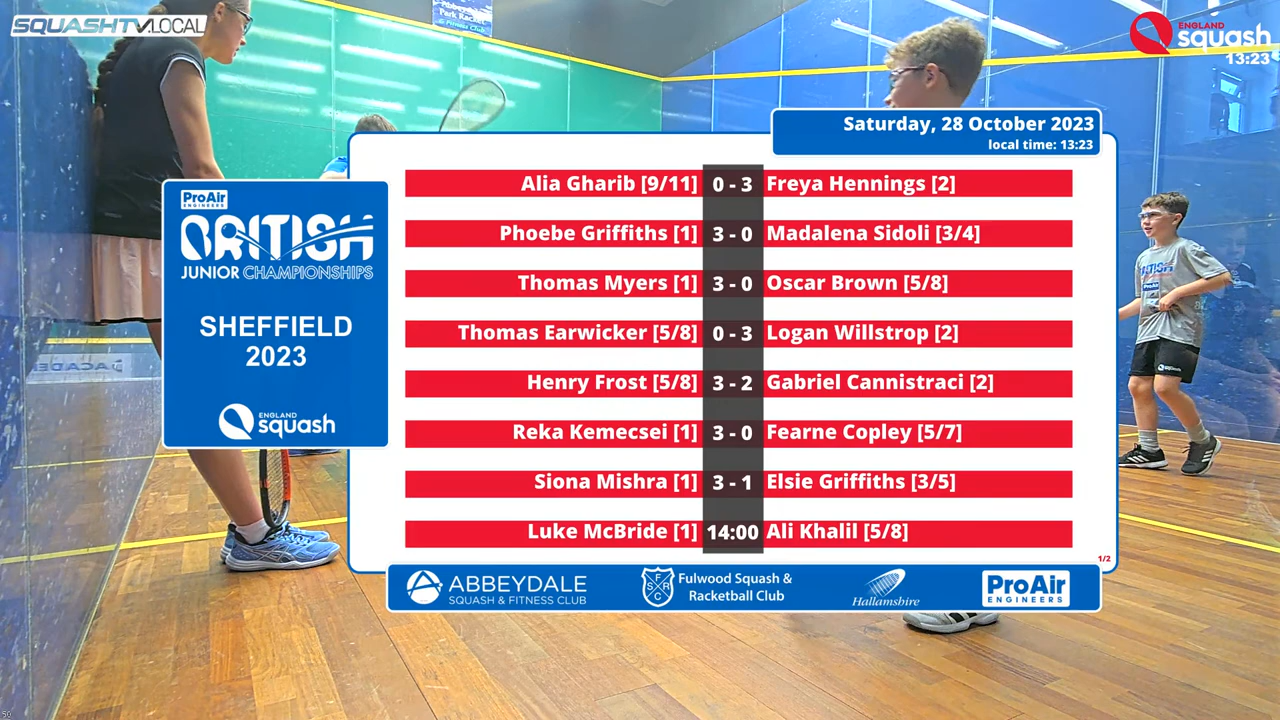 SQUASHTV.LOCAL
Park Racket
& Fitness Club
ENGLAND
squash
13:23
Saturday, 28 October 2023
local time: 13:23
ProAir
ENGINEERS
BRITISH
JUNIOR CHAMPIONSHIPS
SHEFFIELD
2023
ENGLAND
squash
Alia Gharib [9/11] 0 - 3 Freya Hennings [2]
Phoebe Griffiths [1] 3 - 0 Madalena Sidoli [3/4]
Thomas Myers [1] 3 - 0 Oscar Brown [5/8]
Thomas Earwicker [5/8] 0 - 3 Logan Willstrop [2]
Henry Frost [5/8] 3 - 2 Gabriel Cannistraci [2]
Reka Kemecsei [1] 3 - 0 Fearne Copley [5/7]
Siona Mishra [1] 3 - 1 Elsie Griffiths [3/5]
Luke McBride [1] 14:00 Ali Khalil [5/8]
1/2
ABBEYDALE
SQUASH & FITNESS CLUB
Fulwood Squash &
Racketball Club
Hallamshire
ProAir
ENGINEERS
50